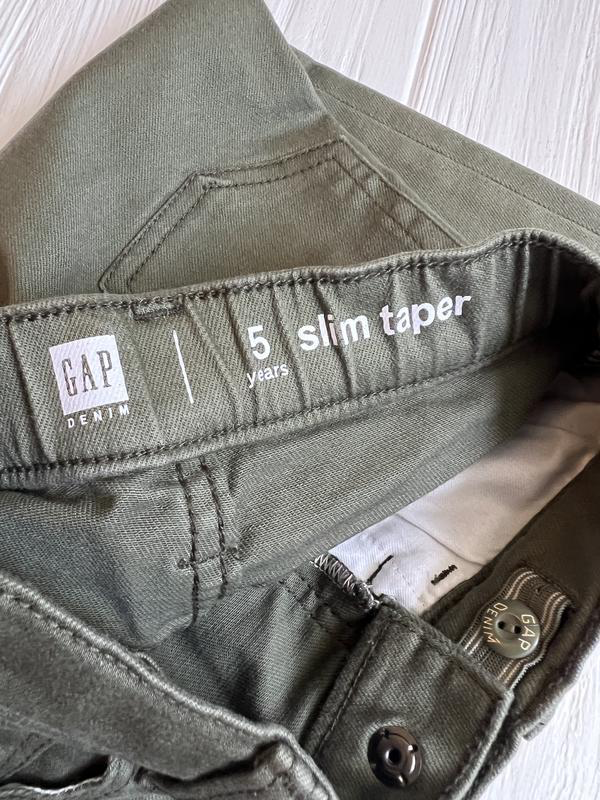 GAP
DENIM
5 slim taper
years
GAP
DENIM